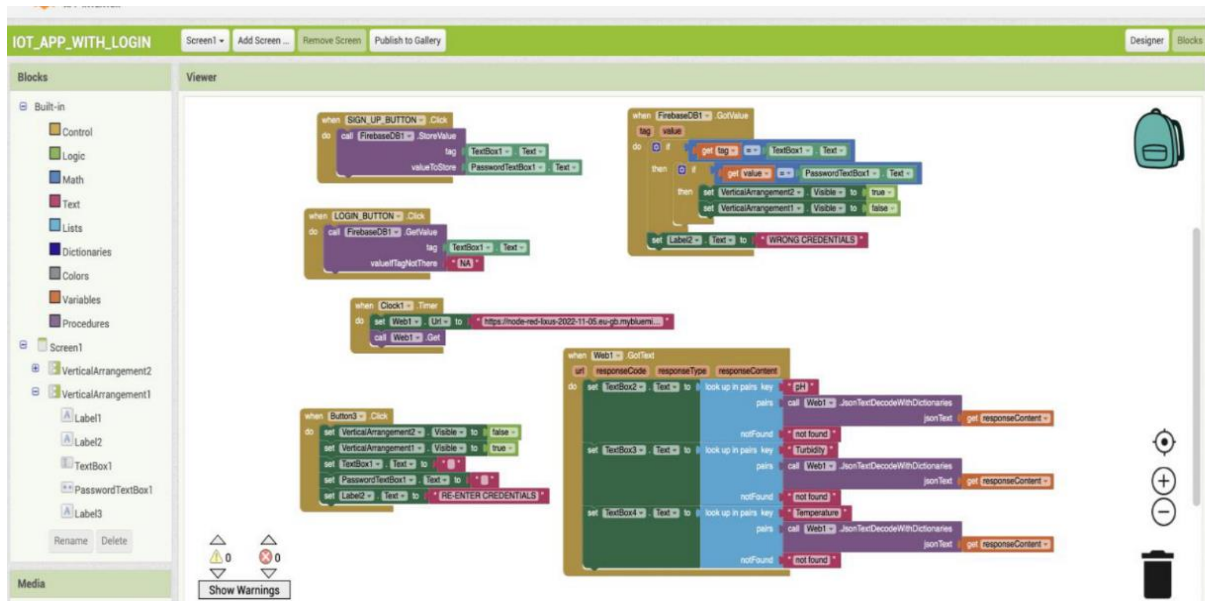 IOT_APP_WITH_LOGIN Screen1 Add Screen ... Remove Screen Publish to Gallery Designer Blocks
Blocks
Viewer
Built-in
Control
Logic
Math
Text
Lists
Dictionaries
Colors
Variables
Procedures
Screen1
VerticalArrangement2
VerticalArrangement1
Label1
Label2
TextBox1
PasswordTextBox1
Label3
Rename Delete
Media
when SIGN_UP_BUTTON .Click
do call FirebaseDB1 .StoreValue
tag TextBox1 . Text
valueToStore PasswordTextBox1 . Text
when LOGIN_BUTTON .Click
do call FirebaseDB1 .GetValue
tag TextBox1 . Text
valueIfTagNotThere " NA "
when Clock1 .Timer
do set Web1 . Url to " https://node-red-lixus-2022-11-05.eu-gb.mybluemi... "
call Web1 .Get
when Button3 .Click
do set VerticalArrangement2 . Visible to false
set VerticalArrangement1 . Visible to true
set TextBox1 . Text to " "
set PasswordTextBox1 . Text to " "
set Label2 . Text to " RE-ENTER CREDENTIALS "
when FirebaseDB1 .GotValue
tag value
do if get tag = TextBox1 . Text
then if get value = PasswordTextBox1 . Text
then set VerticalArrangement2 . Visible to true
set VerticalArrangement1 . Visible to false
set Label2 . Text to " WRONG CREDENTIALS "
when Web1 .GotText
url responseCode responseType responseContent
do set TextBox2 . Text to look up in pairs key " pH "
pairs call Web1 .JsonTextDecodeWithDictionaries
jsonText get responseContent
notFound " not found "
set TextBox3 . Text to look up in pairs key " Turbidity "
pairs call Web1 .JsonTextDecodeWithDictionaries
jsonText get responseContent
notFound " not found "
set TextBox4 . Text to look up in pairs key " Temperature "
pairs call Web1 .JsonTextDecodeWithDictionaries
jsonText get responseContent
notFound " not found "
0 0
Show Warnings